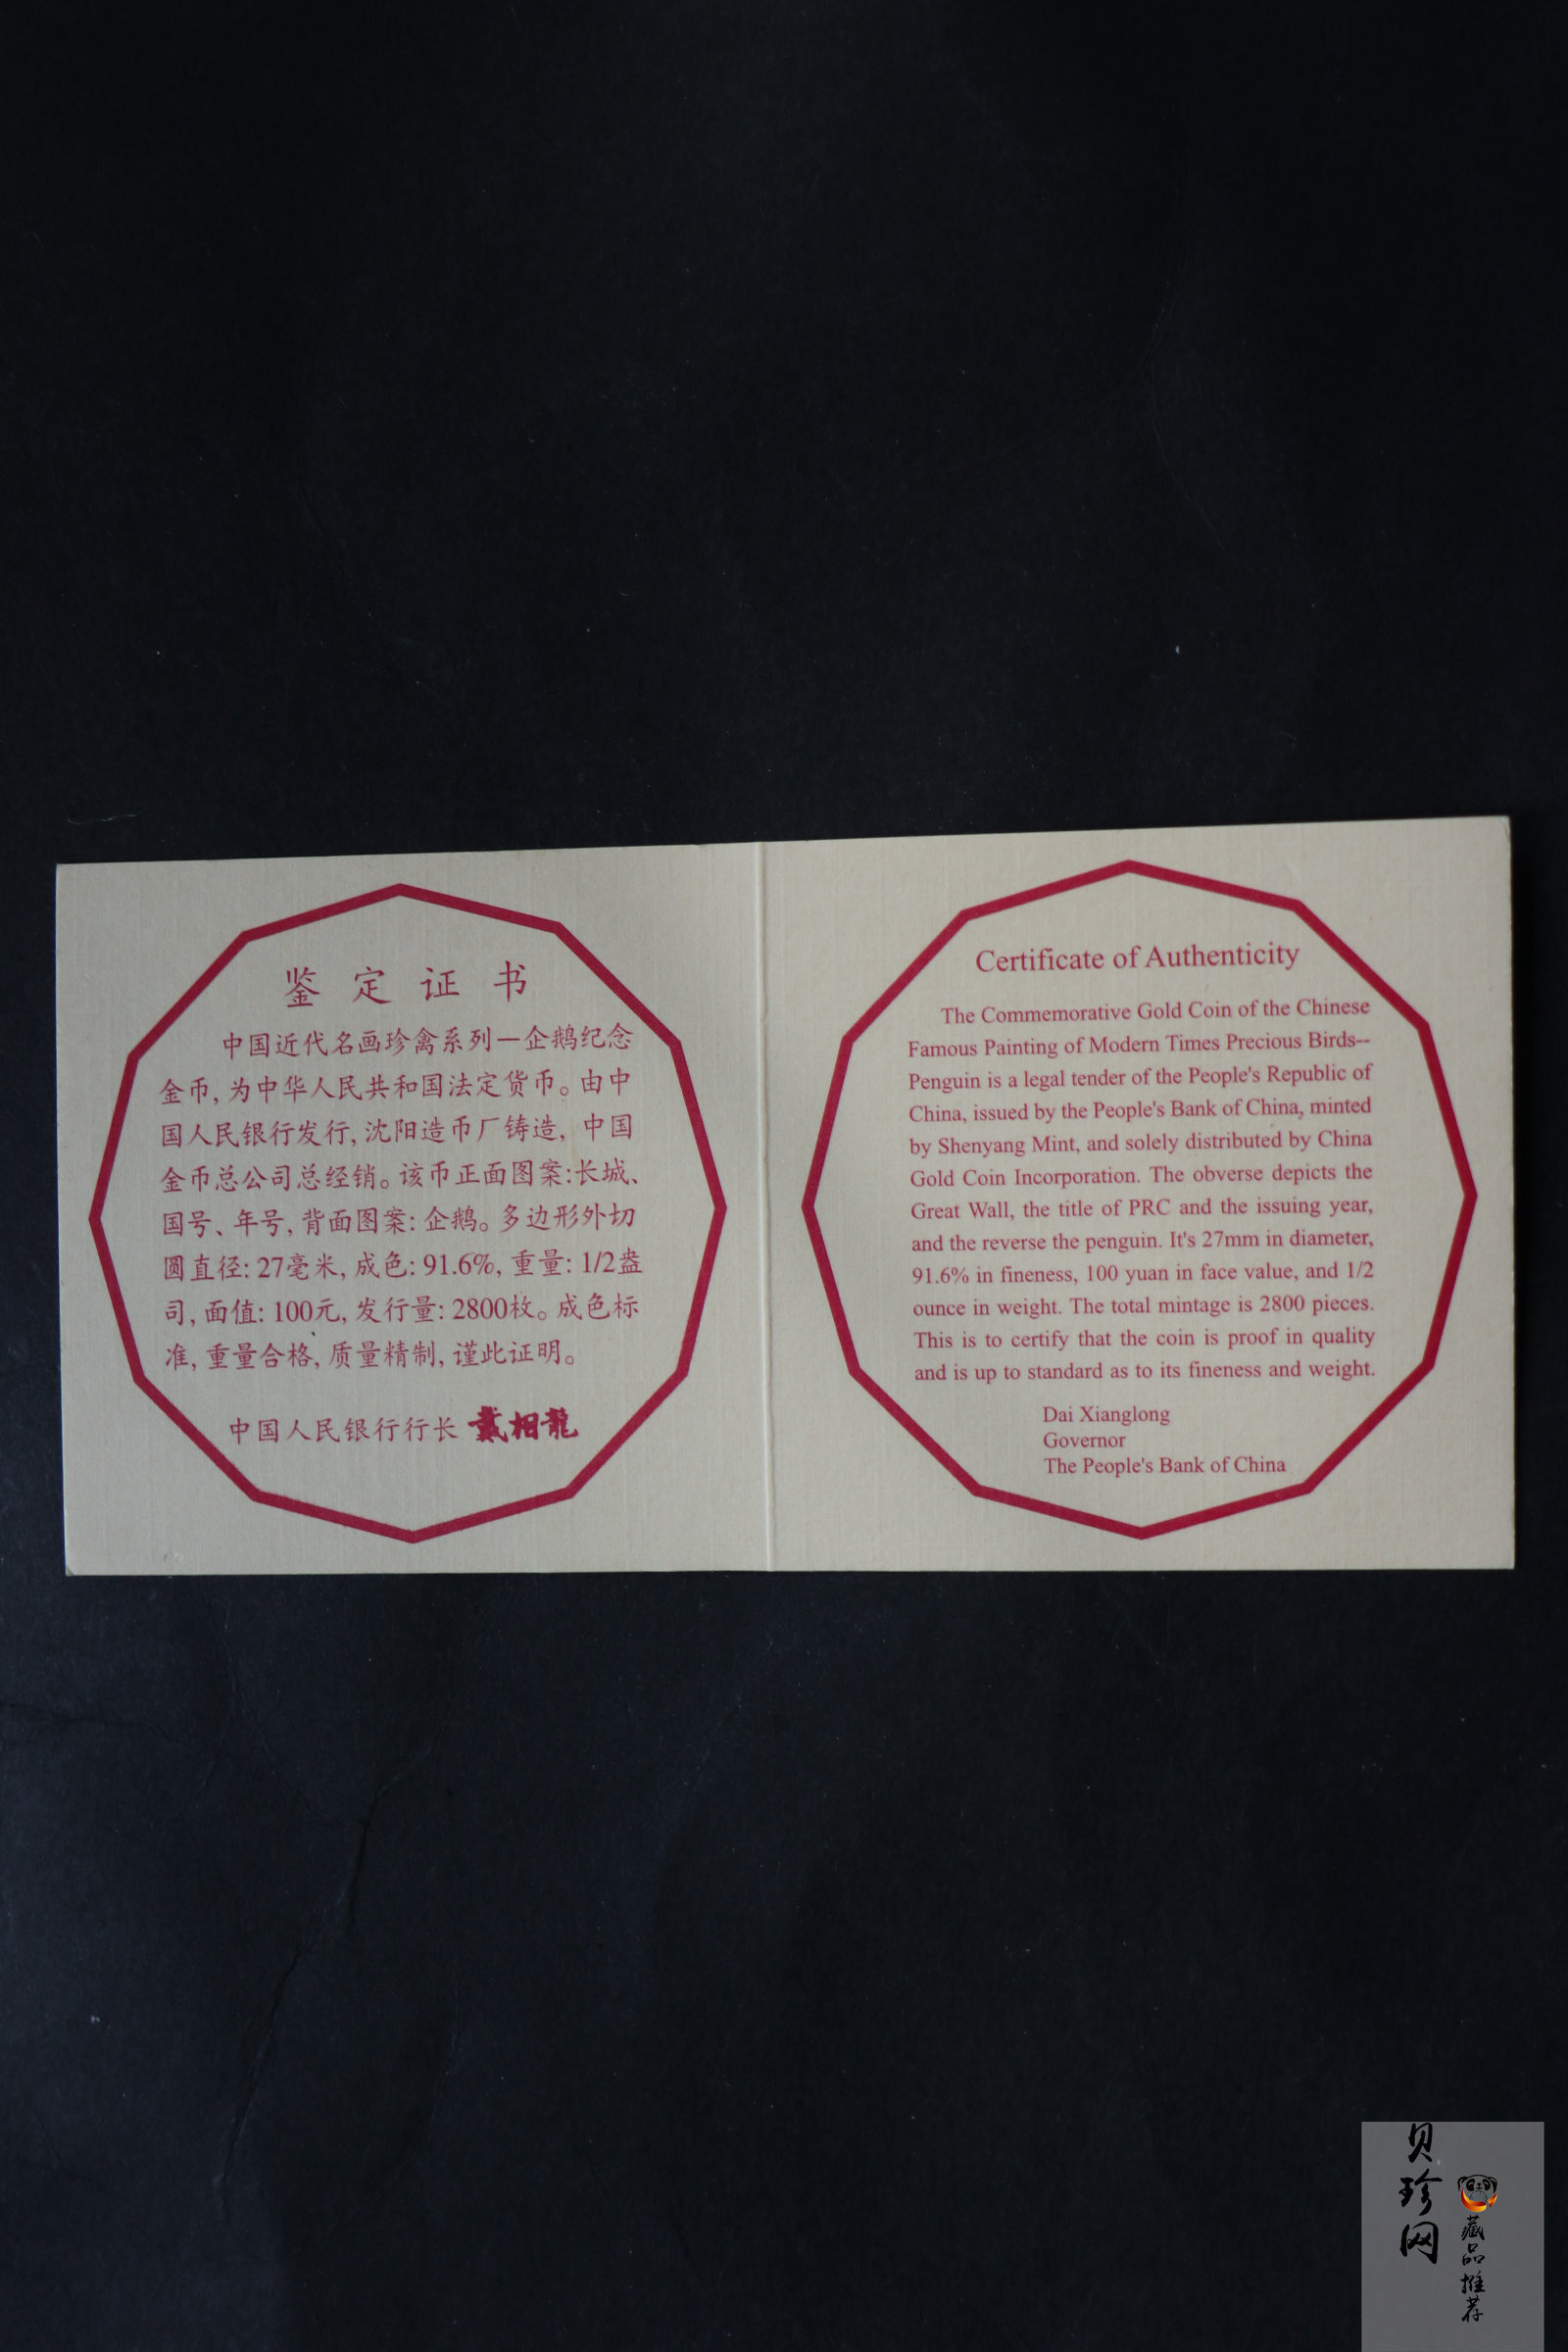 鉴定证书
中国近代名画珍禽系列—企鹅纪念
金币,为中华人民共和国法定货币。由中
国人民银行发行,沈阳造币厂铸造,中国
金币总公司总经销。该币正面图案:长城、
国号、年号,背面图案:企鹅。多边形外切
圆直径:27毫米,成色:91.6%,重量:1/2盎
司,面值:100元,发行量:2800枚。成色标
准,重量合格,质量精制,谨此证明。
中国人民银行行长 戴相龍
Certificate of Authenticity
The Commemorative Gold Coin of the Chinese
Famous Painting of Modern Times Precious Birds--
Penguin is a legal tender of the People's Republic of
China, issued by the People's Bank of China, minted
by Shenyang Mint, and solely distributed by China
Gold Coin Incorporation. The obverse depicts the
Great Wall, the title of PRC and the issuing year,
and the reverse the penguin. It's 27mm in diameter,
91.6% in fineness, 100 yuan in face value, and 1/2
ounce in weight. The total mintage is 2800 pieces.
This is to certify that the coin is proof in quality
and is up to standard as to its fineness and weight.
Dai Xianglong
Governor
The People's Bank of China
贝珍网
藏品推荐